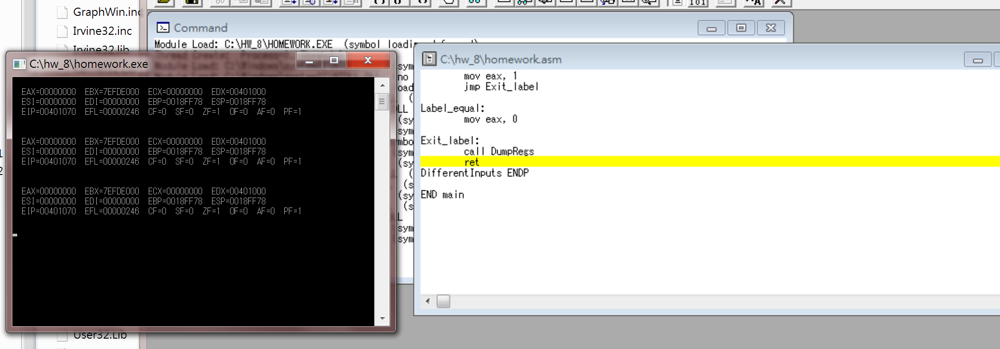 GraphWin.inc
Irvine32.inc
Irvine32.lib
User32.Lib
Command
Module Load: C:\HW_8\HOMEWORK.EXE (symbol loading
C:\hw_8\homework.exe
EAX=00000000 EBX=7EFDE000 ECX=00000000 EDX=00401000
ESI=00000000 EDI=00000000 EBP=0018FF78 ESP=0018FF78
EIP=00401070 EFL=00000246 CF=0 SF=0 ZF=1 OF=0 AF=0 PF=1
EAX=00000000 EBX=7EFDE000 ECX=00000000 EDX=00401000
ESI=00000000 EDI=00000000 EBP=0018FF78 ESP=0018FF78
EIP=00401070 EFL=00000246 CF=0 SF=0 ZF=1 OF=0 AF=0 PF=1
EAX=00000000 EBX=7EFDE000 ECX=00000000 EDX=00401000
ESI=00000000 EDI=00000000 EBP=0018FF78 ESP=0018FF78
EIP=00401070 EFL=00000246 CF=0 SF=0 ZF=1 OF=0 AF=0 PF=1
C:\hw_8\homework.asm
mov eax, 1
jmp Exit_label
Label_equal:
mov eax, 0
Exit_label:
call DumpRegs
ret
DifferentInputs ENDP
END main